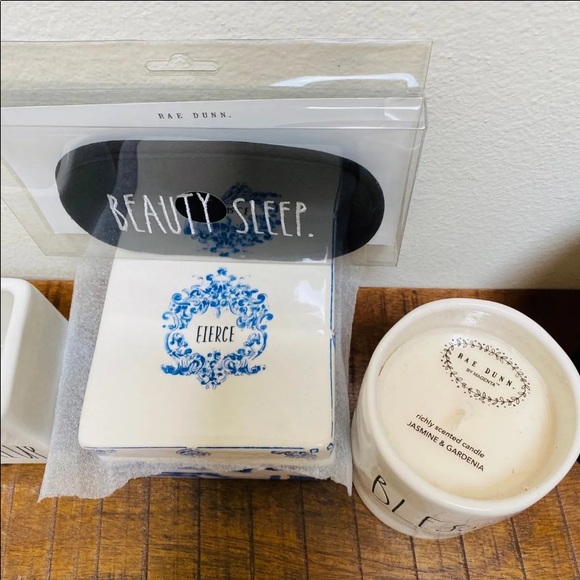 RAE DUNN.
BEAUTY SLEEP.
FIERCE
RAE DUNN.
BY MAGENTA
richly scented candle
JASMINE & GARDENIA